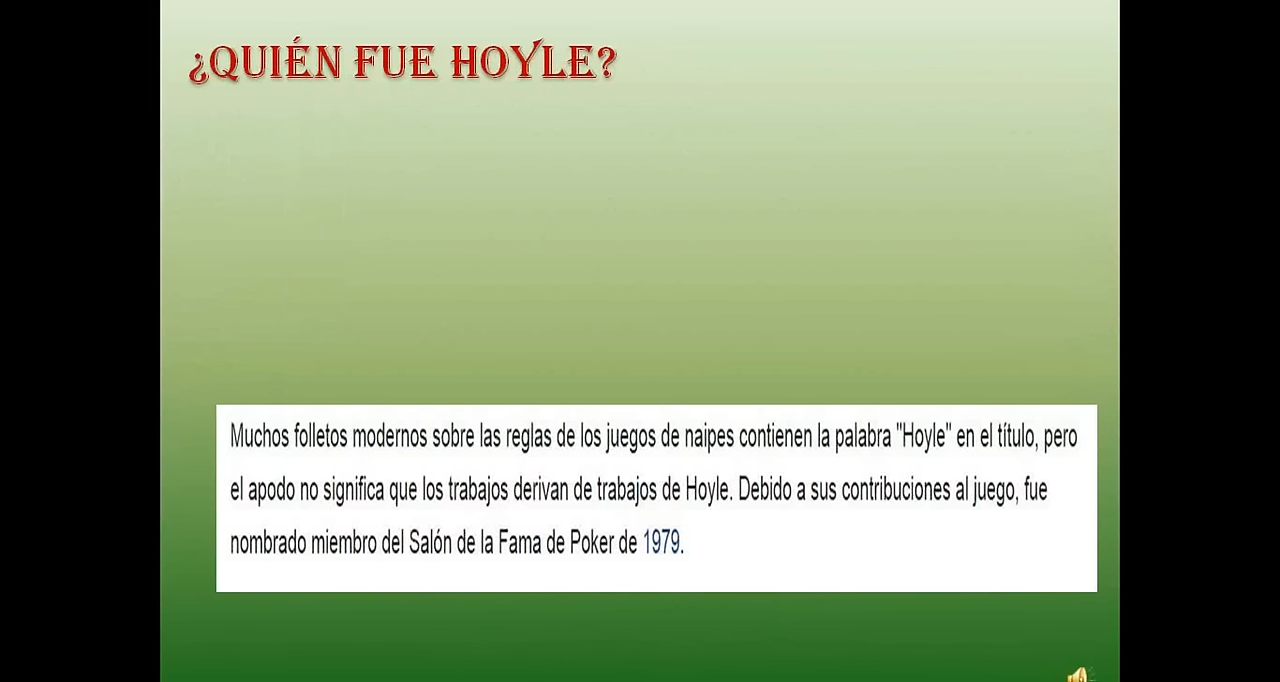 ¿QUIÉN FUE HOYLE?
Muchos folletos modernos sobre las reglas de los juegos de naipes contienen la palabra "Hoyle" en el título, pero
el apodo no significa que los trabajos derivan de trabajos de Hoyle. Debido a sus contribuciones al juego, fue
nombrado miembro del Salón de la Fama de Poker de 1979.